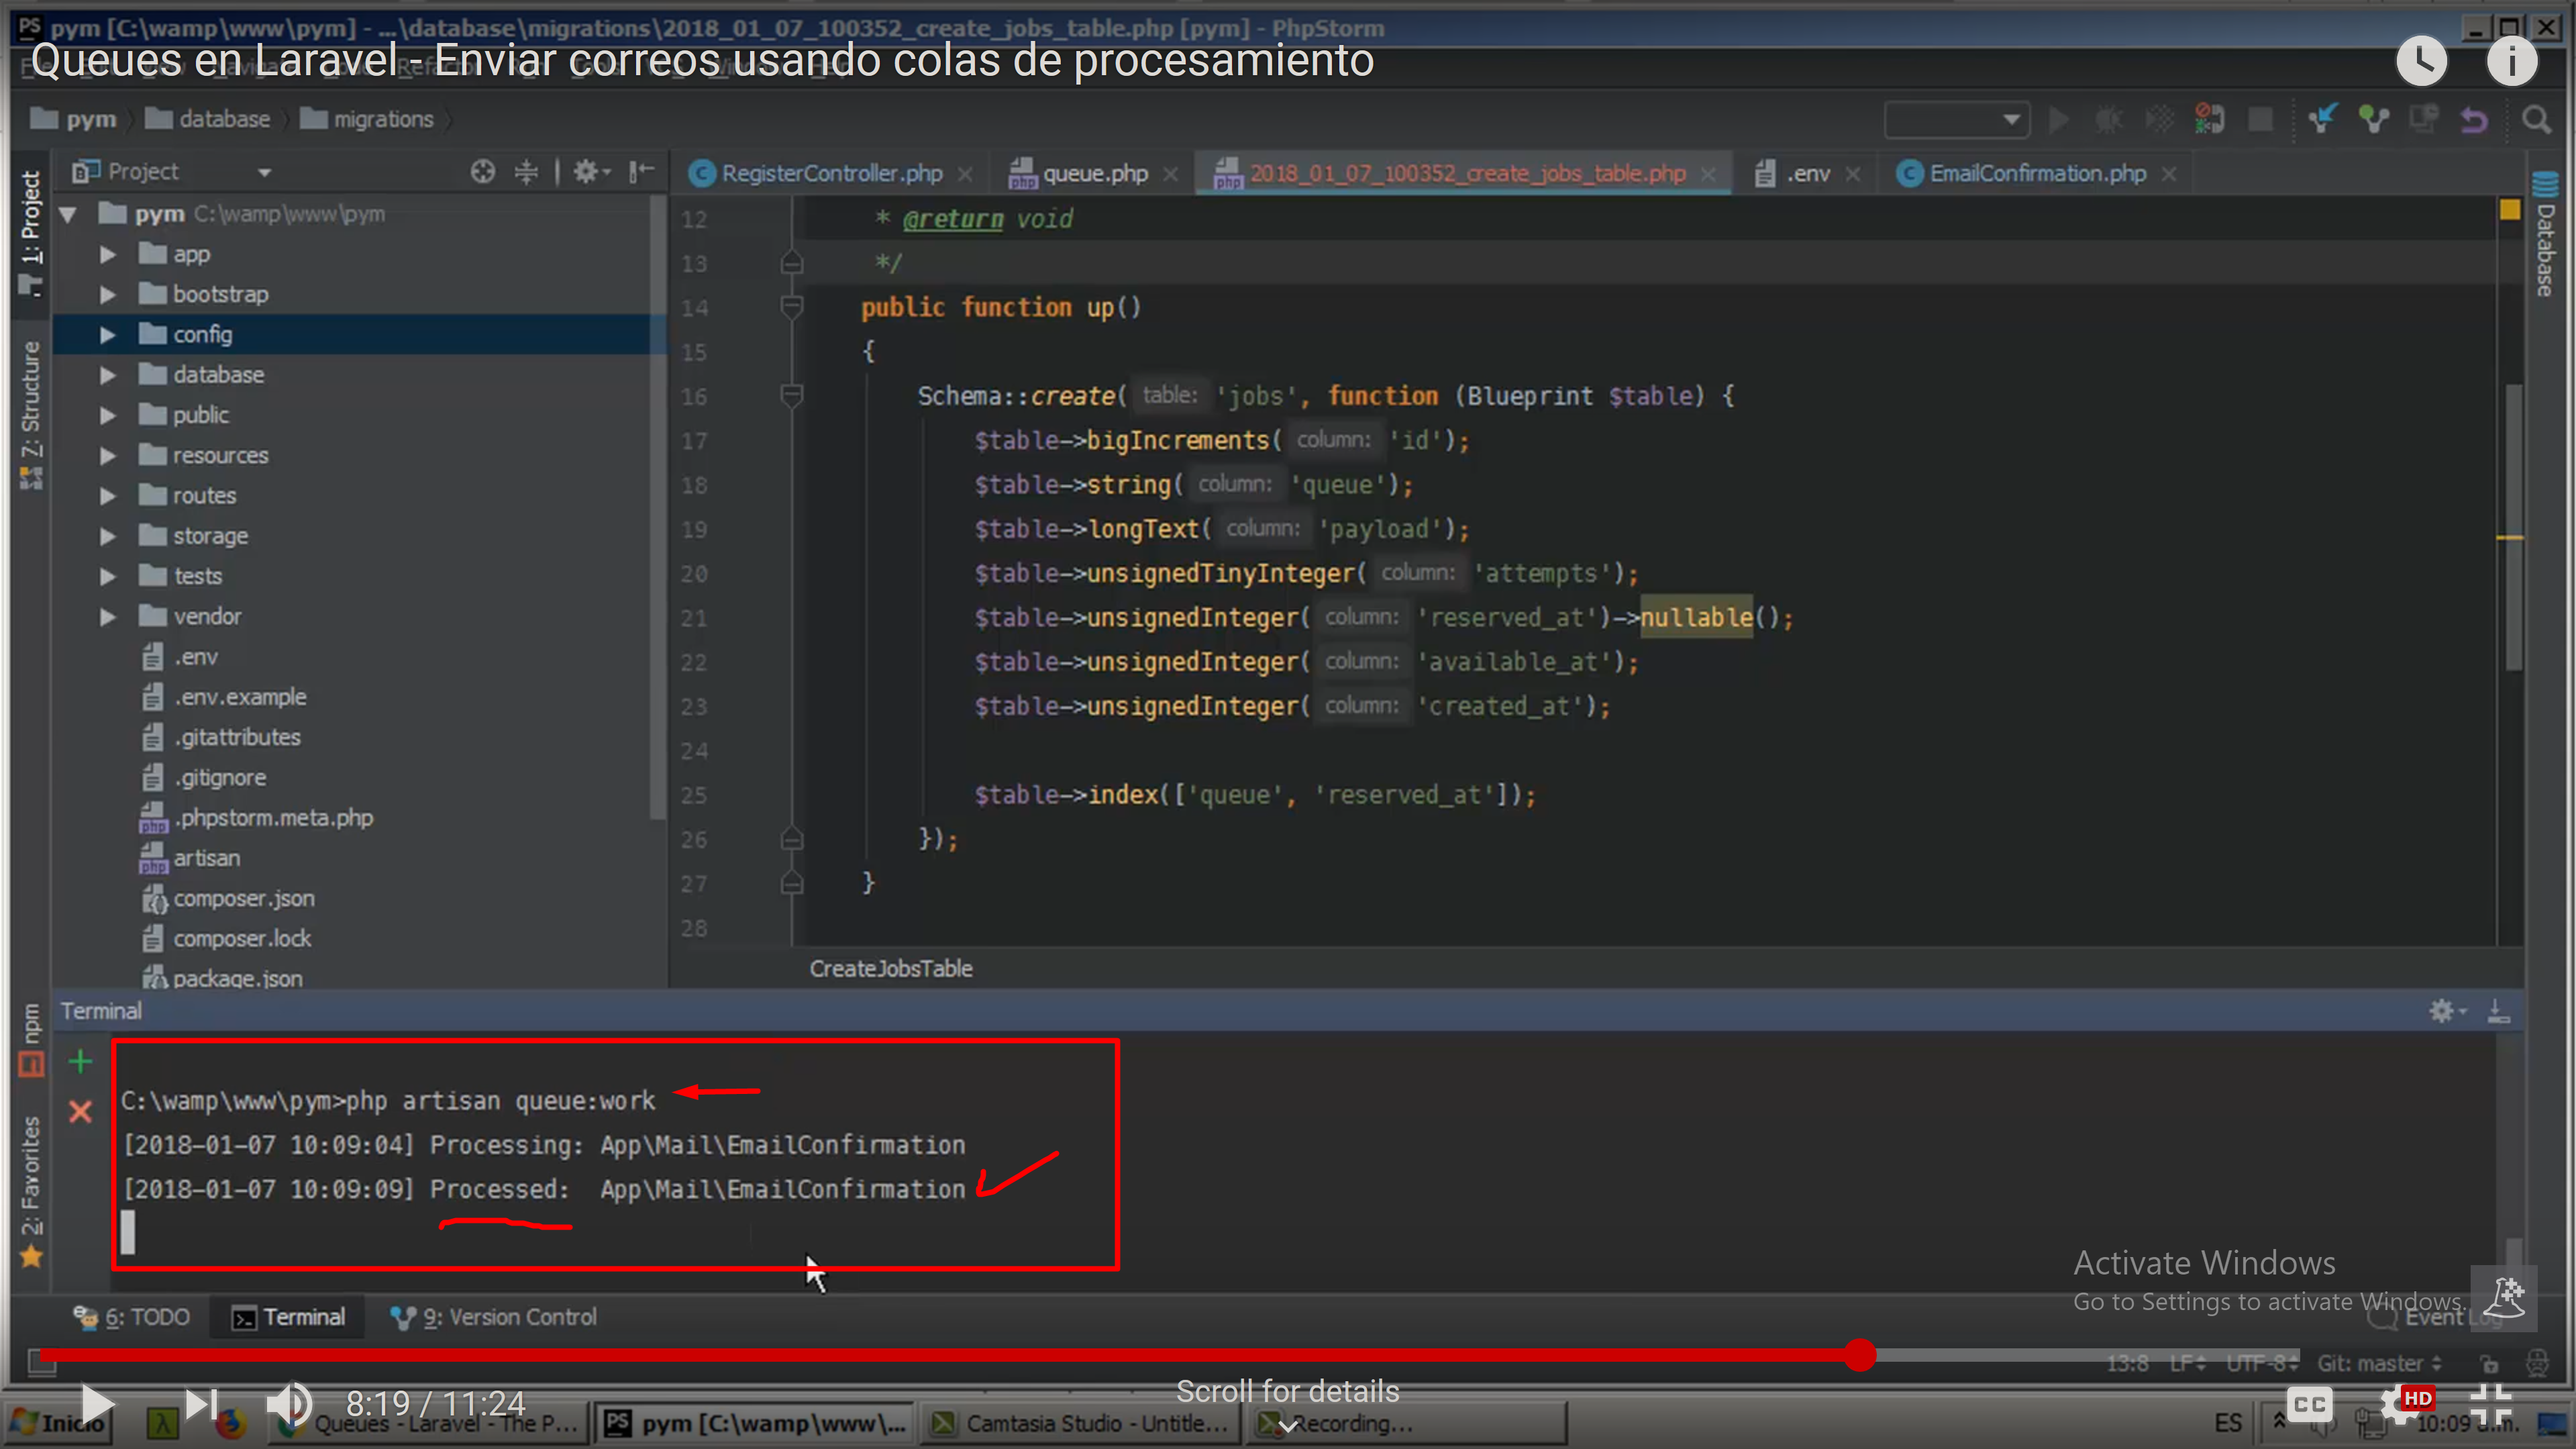 pym [C:\wamp\www\pym] - ...\database\migrations\2018_01_07_100352_create_jobs_table.php [pym] - PhpStorm
Queues en Laravel - Enviar correos usando colas de procesamiento
pym database migrations
1: Project
Project
RegisterController.php
queue.php
2018_01_07_100352_create_jobs_table.php
.env
EmailConfirmation.php
Database
pym C:\wamp\www\pym
app
bootstrap
config
database
public
resources
routes
storage
tests
vendor
.env
.env.example
.gitattributes
.gitignore
.phpstorm.meta.php
artisan
composer.json
composer.lock
package.json
7: Structure
npm
2: Favorites
12 * @return void
13 */
14 public function up()
15 {
16 Schema::create( table: 'jobs', function (Blueprint $table) {
17 $table->bigIncrements( column: 'id');
18 $table->string( column: 'queue');
19 $table->longText( column: 'payload');
20 $table->unsignedTinyInteger( column: 'attempts');
21 $table->unsignedInteger( column: 'reserved_at')->nullable();
22 $table->unsignedInteger( column: 'available_at');
23 $table->unsignedInteger( column: 'created_at');
24
25 $table->index(['queue', 'reserved_at']);
26 });
27 }
28
CreateJobsTable
Terminal
C:\wamp\www\pym>php artisan queue:work
[2018-01-07 10:09:04] Processing: App\Mail\EmailConfirmation
[2018-01-07 10:09:09] Processed: App\Mail\EmailConfirmation
Activate Windows
Go to Settings to activate Windows.
6: TODO
Terminal
9: Version Control
Event Log
13:8 LF UTF-8 Git: master
8:19 / 11:24
Scroll for details
CC
HD
Inicio
Queues - Laravel - The P...
pym [C:\wamp\www\...
Camtasia Studio - Untitle...
Recording...
ES
10:09 a.m.